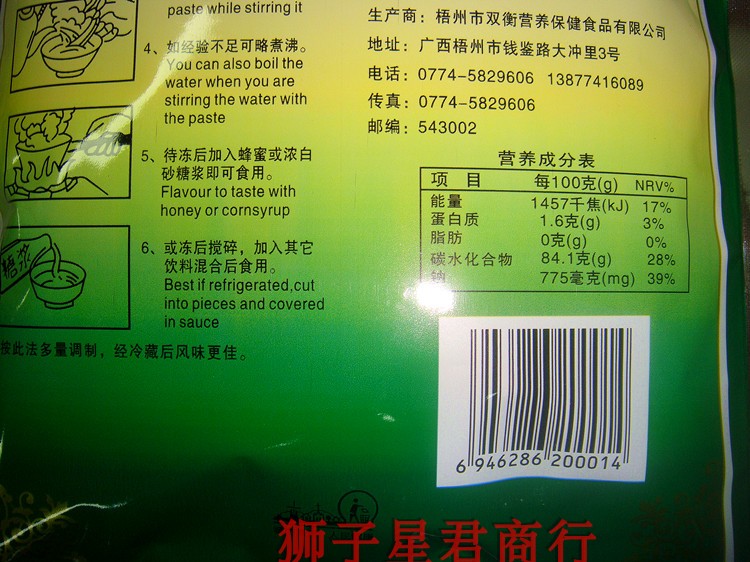 paste while stirring it
4、如经验不足可略煮沸。
You can also boil the
water when you are
stirring the water with
the paste
5、待冻后加入蜂蜜或浓白
砂糖浆即可食用。
Flavour to taste with
honey or cornsyrup
糖浆
6、或冻后搅碎，加入其它
饮料混合后食用。
Best if refrigerated,cut
into pieces and covered
in sauce
按此法多量调制，经冷藏后风味更佳。
生产商：梧州市双衡营养保健食品有限公司
地址：广西梧州市钱鉴路大冲里3号
电话：0774-5829606 13877416089
传真：0774-5829606
邮编：543002
营养成分表
项 目 每100克(g) NRV%
能量 1457千焦(kJ) 17%
蛋白质 1.6克(g) 3%
脂肪 0克(g) 0%
碳水化合物 84.1克(g) 28%
钠 775毫克(mg) 39%
6 946286 200014
狮子星君商行